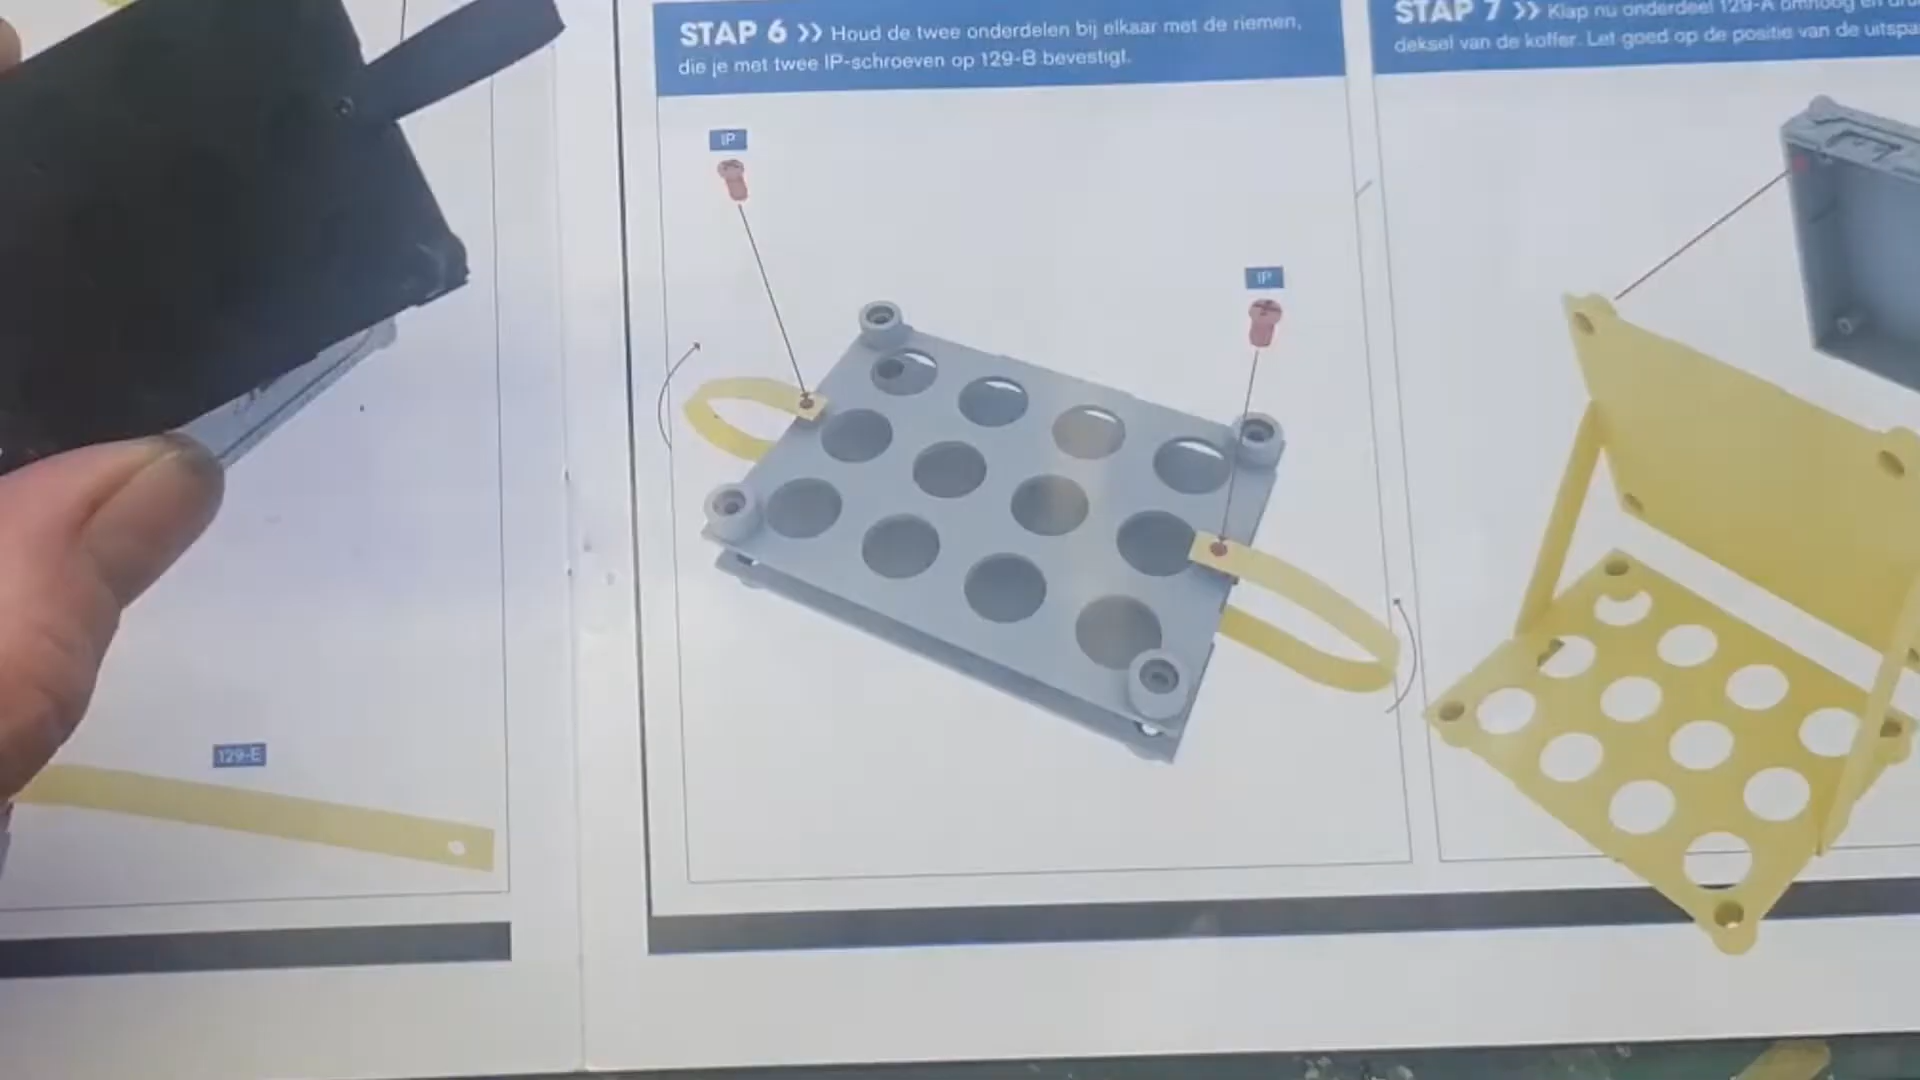 STAP 6 >> Houd de twee onderdelen bij elkaar met de riemen,
die je met twee IP-schroeven op 129-B bevestigt.
STAP 7 >> Klap nu onderdeel 129-A omhoog en
deksel van de koffer. Let goed op de positie van de
IP
IP
129-E